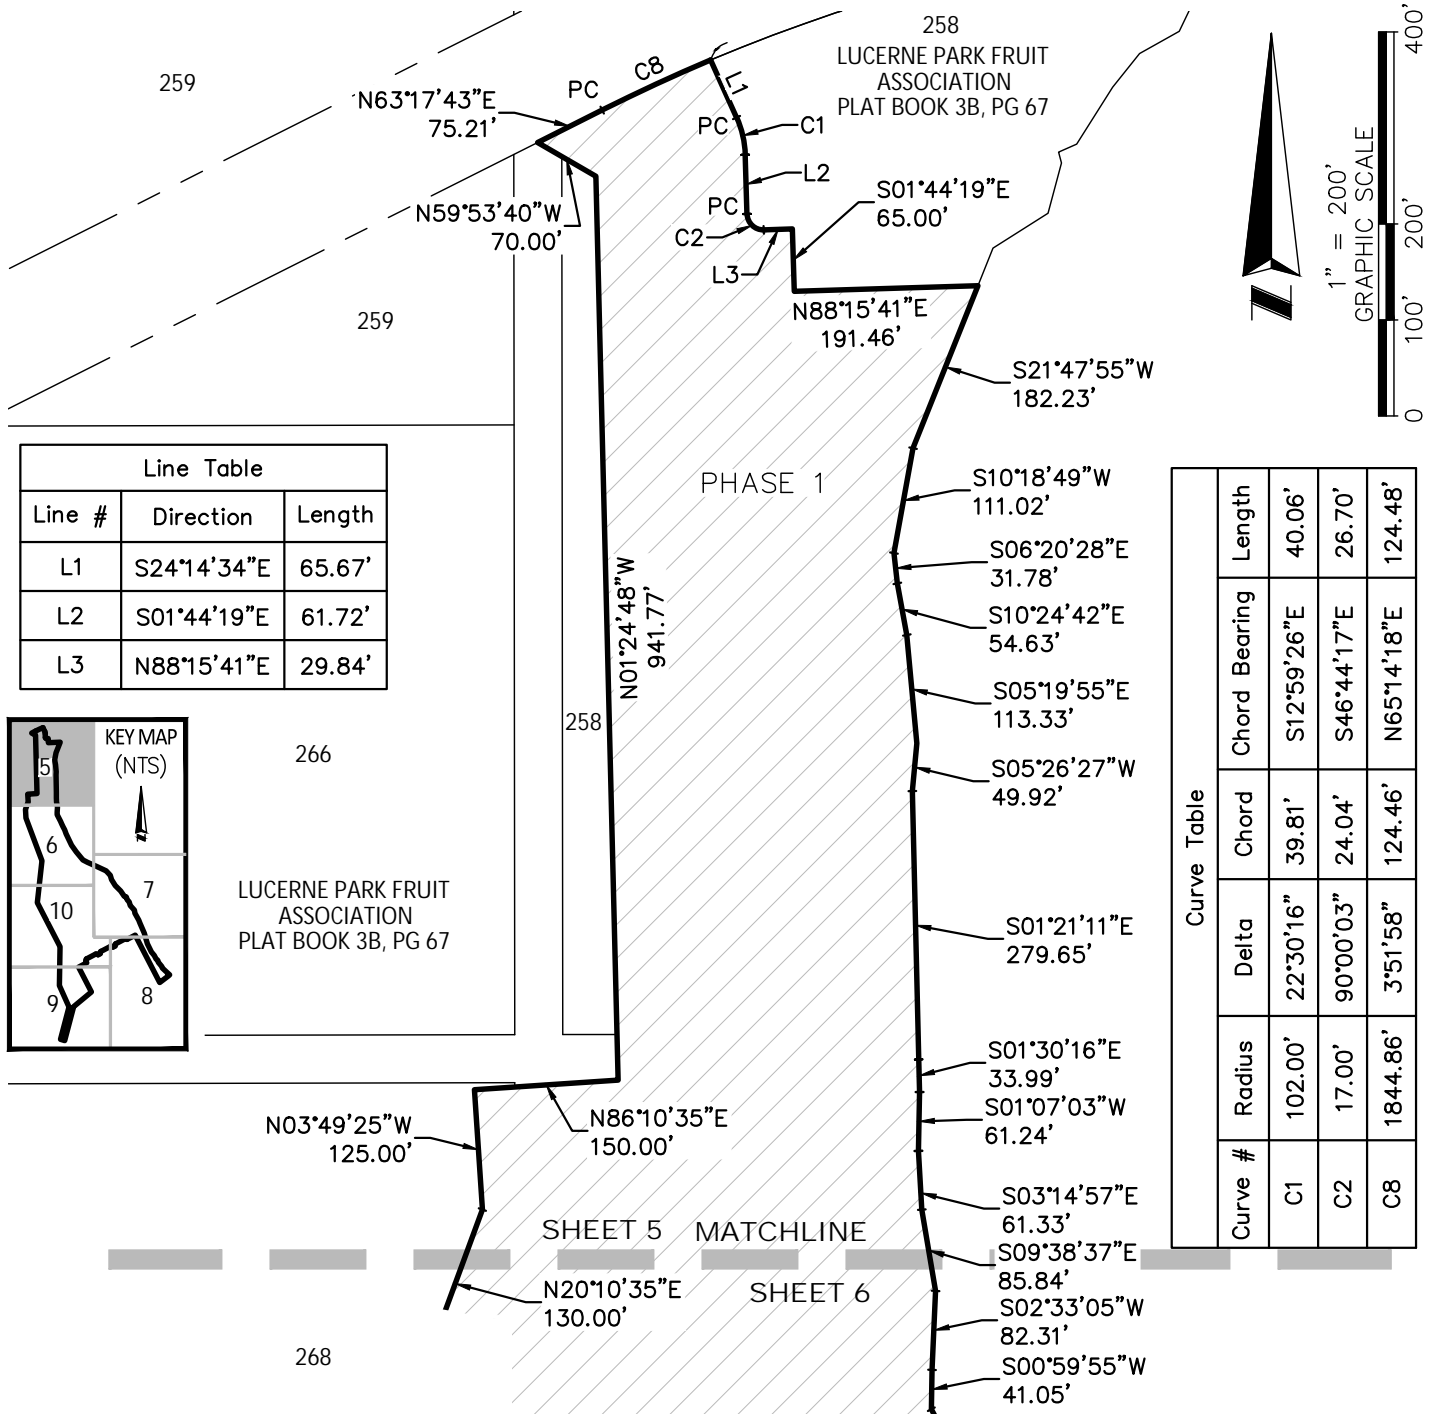 258
LUCERNE PARK FRUIT
ASSOCIATION
PLAT BOOK 3B, PG 67
259
N63°17'43"E
75.21'
PC
C8
L1
PC
C1
L2
N59°53'40"W
70.00'
PC
C2
L3
S01°44'19"E
65.00'
N88°15'41"E
191.46'
259
1" = 200'
GRAPHIC SCALE
0
100'
200'
400'
S21°47'55"W
182.23'
PHASE 1
S10°18'49"W
111.02'
S06°20'28"E
31.78'
S10°24'42"E
54.63'
S05°19'55"E
113.33'
S05°26'27"W
49.92'
S01°21'11"E
279.65'
S01°30'16"E
33.99'
S01°07'03"W
61.24'
S03°14'57"E
61.33'
S09°38'37"E
85.84'
S02°33'05"W
82.31'
S00°59'55"W
41.05'
Line Table
Line # Direction Length
L1 S24°14'34"E 65.67'
L2 S01°44'19"E 61.72'
L3 N88°15'41"E 29.84'
N01°24'48"W
941.77'
258
266
KEY MAP
(NTS)
5
6
7
10
9
8
LUCERNE PARK FRUIT
ASSOCIATION
PLAT BOOK 3B, PG 67
Curve Table
Curve # Radius Delta Chord Chord Bearing Length
C1 102.00' 22°30'16" 39.81' S12°59'26"E 40.06'
C2 17.00' 90°00'03" 24.04' S46°44'17"E 26.70'
C8 1844.86' 3°51'58" 124.46' N65°14'18"E 124.48'
N03°49'25"W
125.00'
N86°10'35"E
150.00'
SHEET 5 MATCHLINE
SHEET 6
N20°10'35"E
130.00'
268